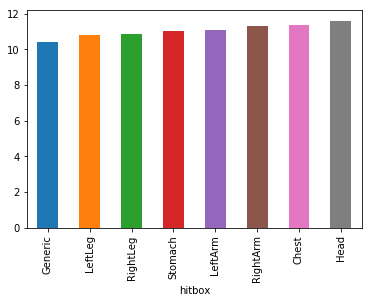 12
10
8
6
4
2
0
Generic
LeftLeg
RightLeg
Stomach
LeftArm
RightArm
Chest
Head
hitbox